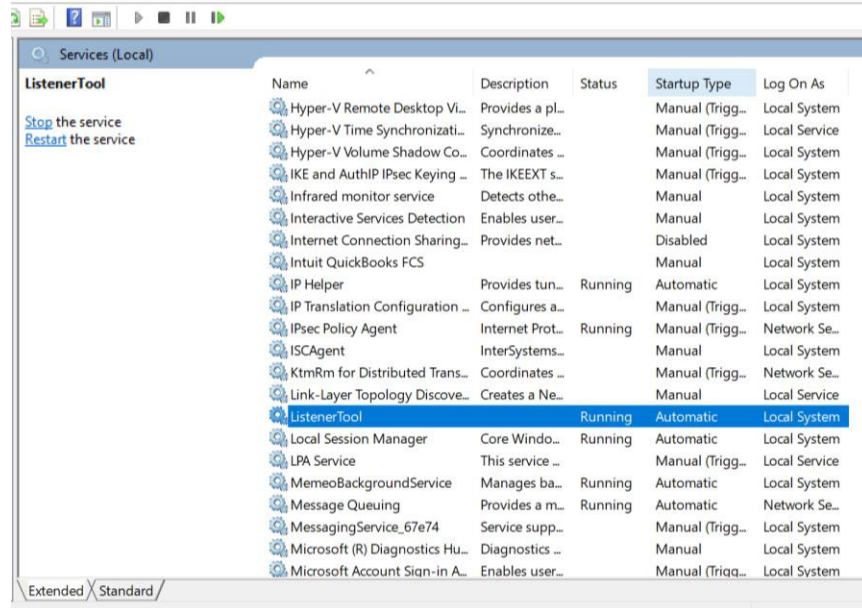 Services (Local)
ListenerTool
Stop the service
Restart the service
Name Description Status Startup Type Log On As
Hyper-V Remote Desktop Vi... Provides a pl... Manual (Trigg... Local System
Hyper-V Time Synchronizati... Synchronize... Manual (Trigg... Local Service
Hyper-V Volume Shadow Co... Coordinates ... Manual (Trigg... Local System
IKE and AuthIP IPsec Keying ... The IKEEXT s... Manual (Trigg... Local System
Infrared monitor service Detects othe... Manual Local System
Interactive Services Detection Enables user... Manual Local System
Internet Connection Sharing... Provides net... Disabled Local System
Intuit QuickBooks FCS Manual Local System
IP Helper Provides tun... Running Automatic Local System
IP Translation Configuration ... Configures a... Manual (Trigg... Local System
IPsec Policy Agent Internet Prot... Running Manual (Trigg... Network Se...
ISCAgent InterSystems... Manual Local System
KtmRm for Distributed Trans... Coordinates ... Manual (Trigg... Network Se...
Link-Layer Topology Discove... Creates a Ne... Manual Local Service
ListenerTool Running Automatic Local System
Local Session Manager Core Windo... Running Automatic Local System
LPA Service This service ... Manual (Trigg... Local Service
MemeoBackgroundService Manages ba... Running Automatic Local System
Message Queuing Provides a m... Running Automatic Network Se...
MessagingService_67e74 Service supp... Manual (Trigg... Local System
Microsoft (R) Diagnostics Hu... Diagnostics ... Manual Local System
Microsoft Account Sign-in A... Enables user... Manual (Trigg... Local System
Extended Standard